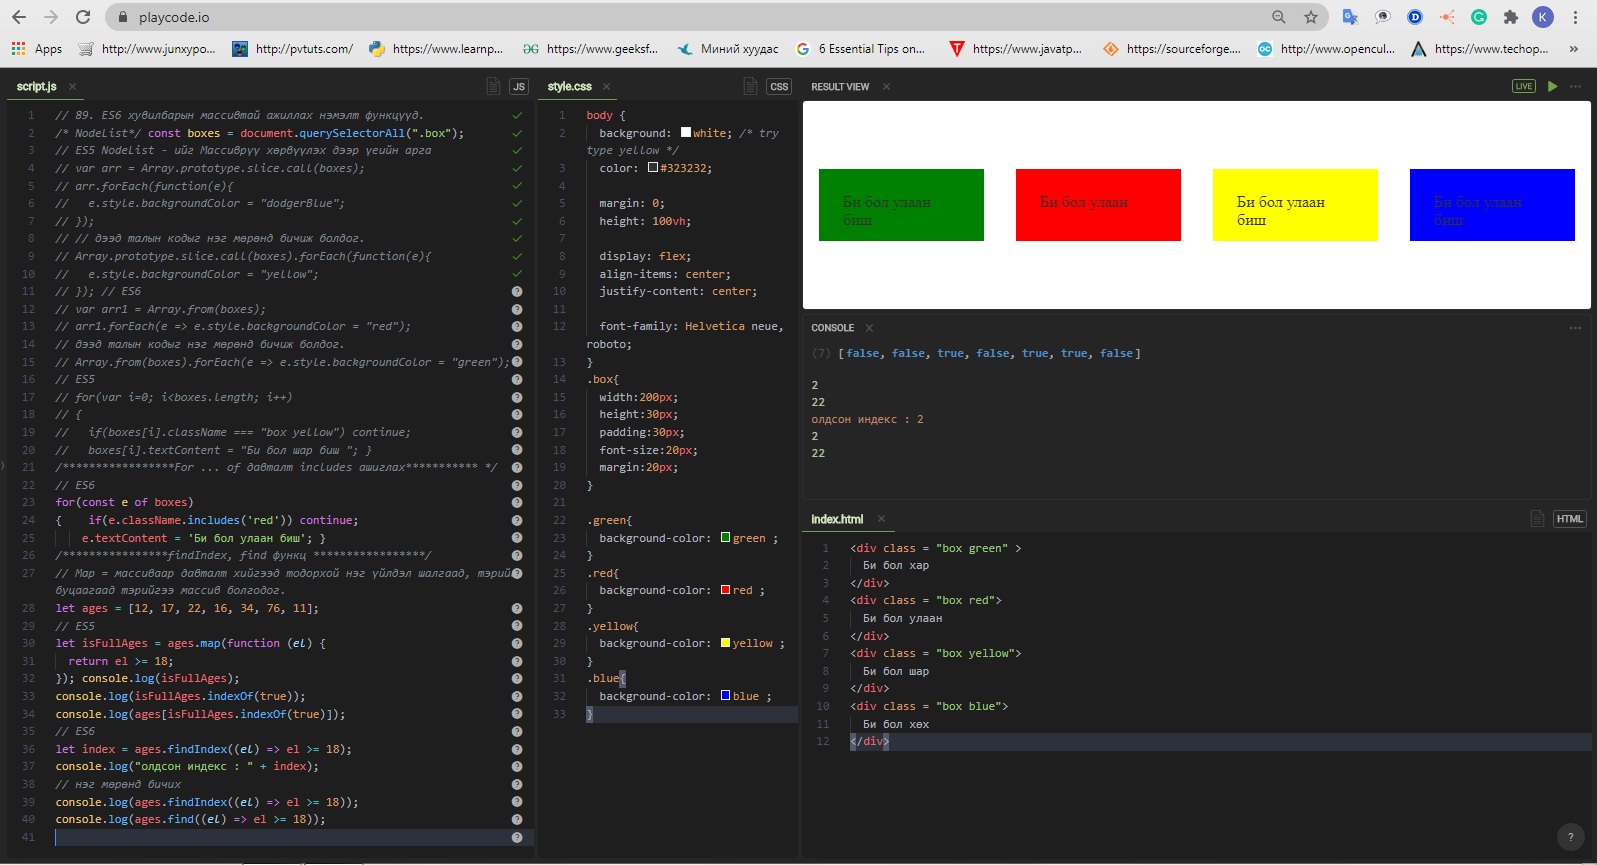 playcode.io
Apps
http://www.junxypo...
http://pvtuts.com/
https://www.learnp...
https://www.geeksf...
Миний хуудас
6 Essential Tips on...
https://www.javatp...
https://sourceforge....
http://www.opencul...
https://www.techop...
»
K
script.js
JS
1 // 89. ES6 хувилбарын массивтай ажиллах нэмэлт функцүүд.
2 /* NodeList*/ const boxes = document.querySelectorAll(".box");
3 // ES5 NodeList - ийг Массиврүү хөрвүүлэх дээр үеийн арга
4 // var arr = Array.prototype.slice.call(boxes);
5 // arr.forEach(function(e){
6 //   e.style.backgroundColor = "dodgerBlue";
7 // });
8 // // дээд талын кодыг нэг мөрөнд бичиж болдог.
9 // Array.prototype.slice.call(boxes).forEach(function(e){
10 //   e.style.backgroundColor = "yellow";
11 // }); // ES6
12 // var arr1 = Array.from(boxes);
13 // arr1.forEach(e => e.style.backgroundColor = "red");
14 // дээд талын кодыг нэг мөрөнд бичиж болдог.
15 // Array.from(boxes).forEach(e => e.style.backgroundColor = "green");
16 // ES5
17 // for(var i=0; i<boxes.length; i++)
18 // {
19 //   if(boxes[i].className === "box yellow") continue;
20 //   boxes[i].textContent = "Би бол шар биш "; }
21 /*****************For ... of давталт includes ашиглах*********** */
22 // ES6
23 for(const e of boxes)
24 {    if(e.className.includes('red')) continue;
25     e.textContent = 'Би бол улаан биш'; }
26 /****************findIndex, find функц *****************/
27 // Map = массиваар давталт хийгээд тодорхой нэг үйлдэл шалгаад, тэрийг
буцаагаад тэрийгээ массив болгодог.
28 let ages = [12, 17, 22, 16, 34, 76, 11];
29 // ES5
30 let isFullAges = ages.map(function (el) {
31   return el >= 18;
32 }); console.log(isFullAges);
33 console.log(isFullAges.indexOf(true));
34 console.log(ages[isFullAges.indexOf(true)]);
35 // ES6
36 let index = ages.findIndex((el) => el >= 18);
37 console.log("олдсон индекс : " + index);
38 // нэг мөрөнд бичих
39 console.log(ages.findIndex((el) => el >= 18));
40 console.log(ages.find((el) => el >= 18));
41
style.css
CSS
1 body {
2   background: white; /* try
type yellow */
3   color: #323232;
4
5   margin: 0;
6   height: 100vh;
7
8   display: flex;
9   align-items: center;
10   justify-content: center;
11
12   font-family: Helvetica neue,
roboto;
13 }
14 .box{
15   width:200px;
16   height:30px;
17   padding:30px;
18   font-size:20px;
19   margin:20px;
20 }
21
22 .green{
23   background-color: green ;
24 }
25 .red{
26   background-color: red ;
27 }
28 .yellow{
29   background-color: yellow ;
30 }
31 .blue{
32   background-color: blue ;
33 }
RESULT VIEW
LIVE
Би бол улаан
биш
Би бол улаан
Би бол улаан
биш
Би бол улаан
биш
CONSOLE
(7) [false, false, true, false, true, true, false]
2
22
олдсон индекс : 2
2
22
index.html
HTML
1 <div class = "box green" >
2   Би бол хар
3 </div>
4 <div class = "box red">
5   Би бол улаан
6 </div>
7 <div class = "box yellow">
8   Би бол шар
9 </div>
10 <div class = "box blue">
11   Би бол хөх
12 </div>
?